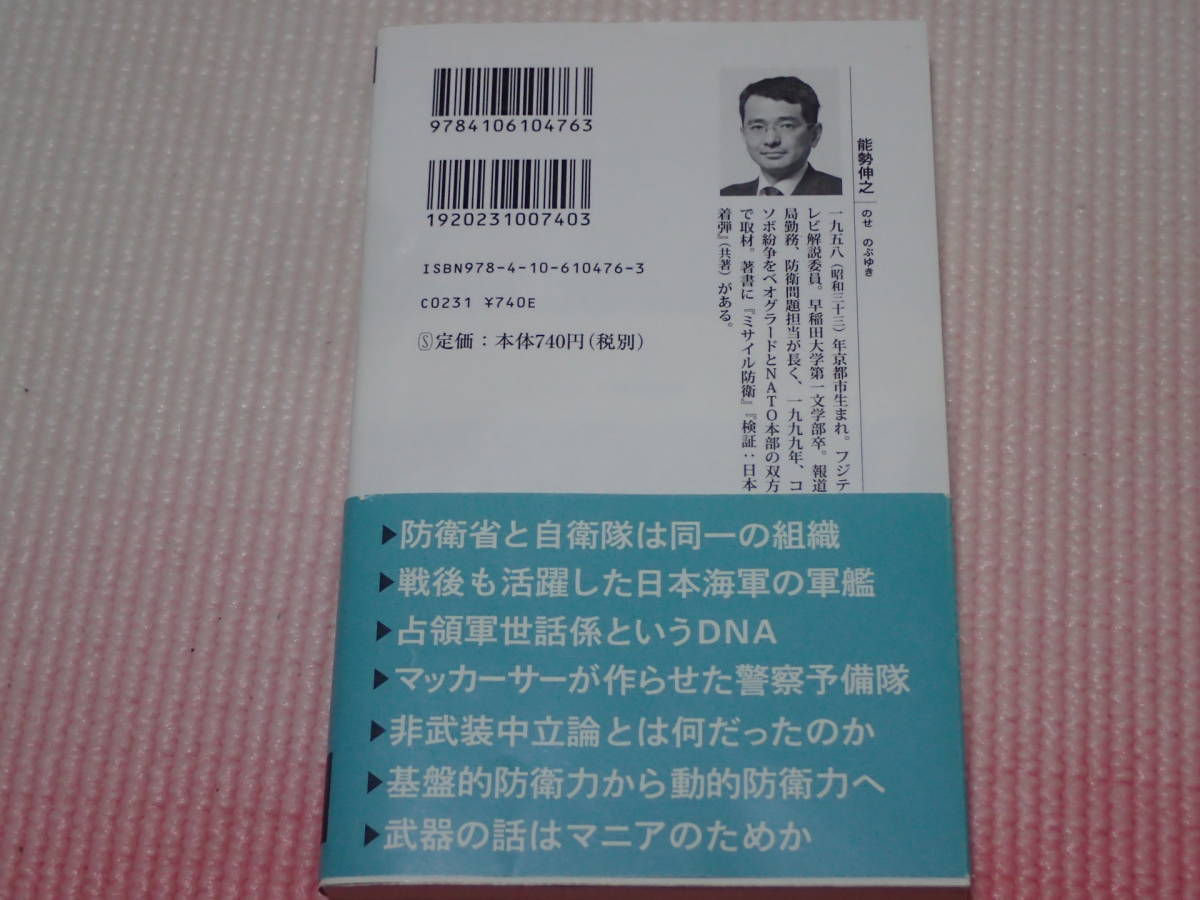 9784106104763
1920231007403
ISBN978-4-10-610476-3
C0231 ¥740E
Ⓢ定価：本体740円（税別）
能勢伸之
のせ のぶゆき
一九五八（昭和三十三）年京都市生まれ。フジテ
レビ解説委員。早稲田大学第一文学部卒。報道
局勤務、防衛問題担当が長く、一九九九年、コ
ソボ紛争をベオグラードとNATO本部の双方
で取材。著書に『ミサイル防衛』『検証：日本
着弾』（共著）がある。
▶防衛省と自衛隊は同一の組織
▶戦後も活躍した日本海軍の軍艦
▶占領軍世話係というDNA
▶マッカーサーが作らせた警察予備隊
▶非武装中立論とは何だったのか
▶基盤的防衛力から動的防衛力へ
▶武器の話はマニアのためか